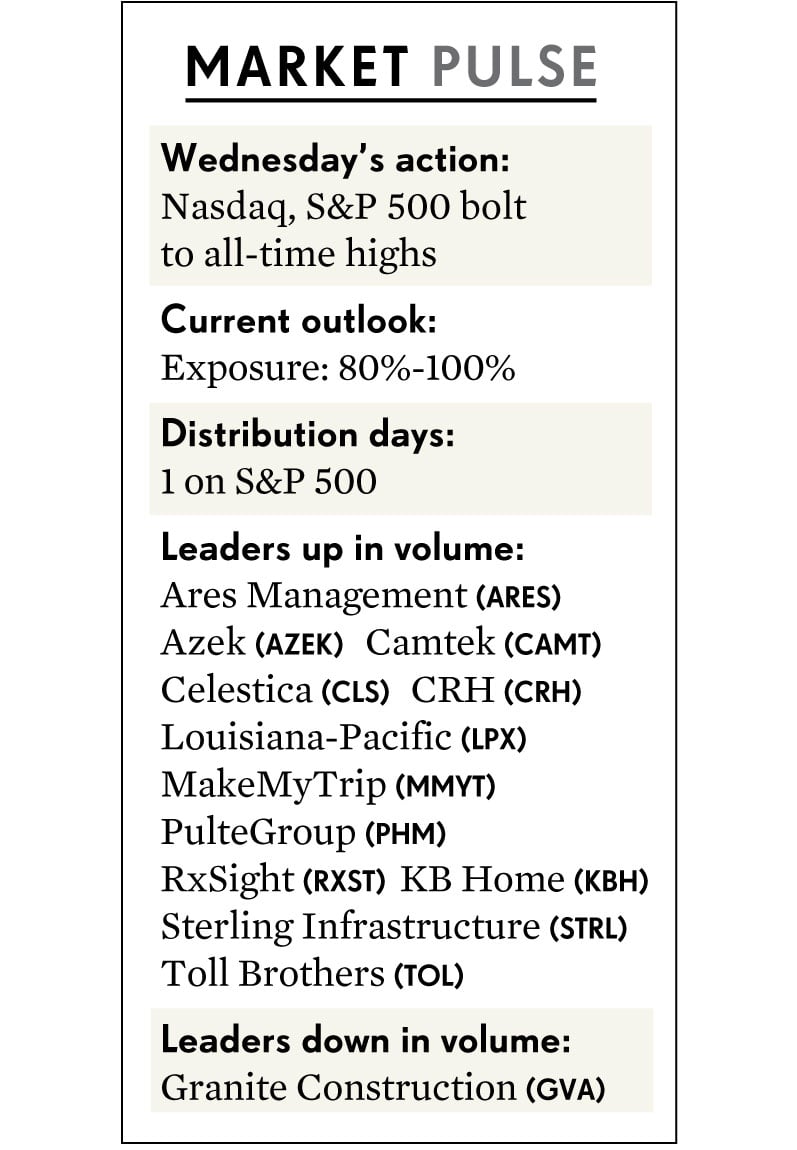 MARKET PULSE
Wednesday's action:
Nasdaq, S&P 500 bolt
to all-time highs
Current outlook:
Exposure: 80%-100%
Distribution days:
1 on S&P 500
Leaders up in volume:
Ares Management (ARES)
Azek (AZEK) Camtek (CAMT)
Celestica (CLS) CRH (CRH)
Louisiana-Pacific (LPX)
MakeMyTrip (MMYT)
PulteGroup (PHM)
RxSight (RXST) KB Home (KBH)
Sterling Infrastructure (STRL)
Toll Brothers (TOL)
Leaders down in volume:
Granite Construction (GVA)